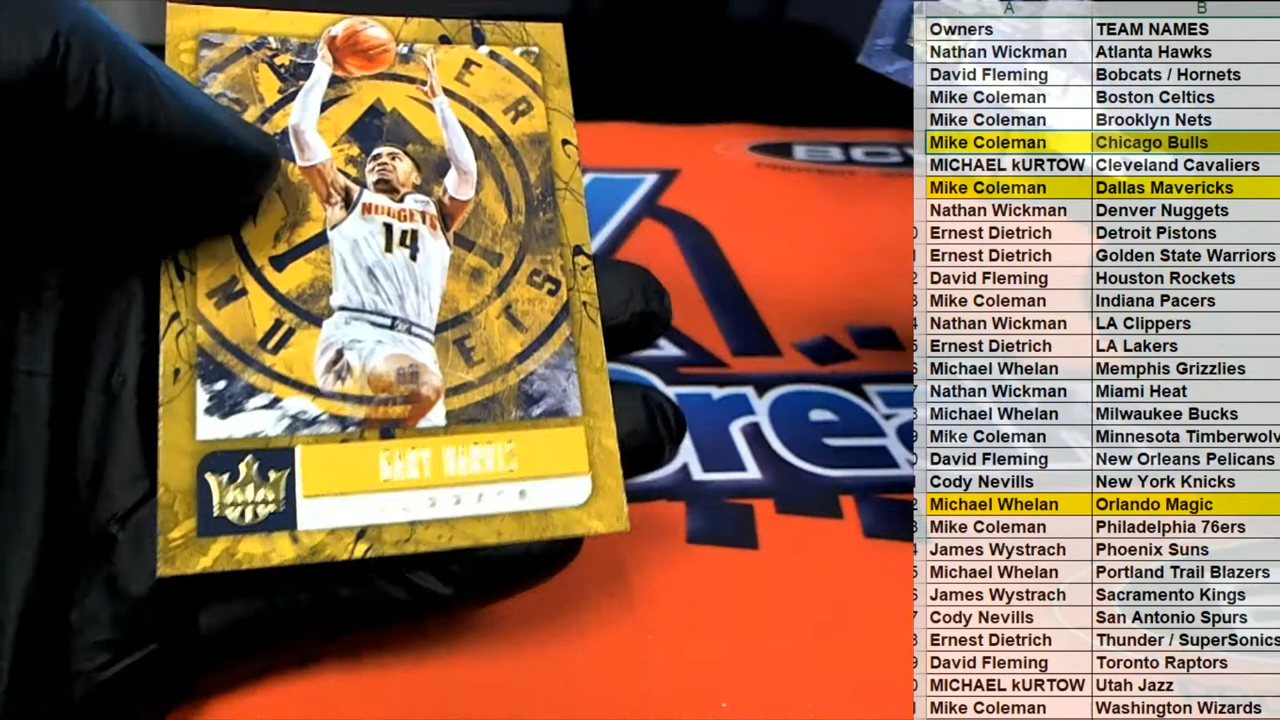 NUGGETS
14
GARY HARRIS
NUGGETS
BCW
Brea
A B
Owners TEAM NAMES
Nathan Wickman Atlanta Hawks
David Fleming Bobcats / Hornets
Mike Coleman Boston Celtics
Mike Coleman Brooklyn Nets
Mike Coleman Chicago Bulls
MICHAEL kURTOW Cleveland Cavaliers
Mike Coleman Dallas Mavericks
Nathan Wickman Denver Nuggets
Ernest Dietrich Detroit Pistons
Ernest Dietrich Golden State Warriors
David Fleming Houston Rockets
Mike Coleman Indiana Pacers
Nathan Wickman LA Clippers
Ernest Dietrich LA Lakers
Michael Whelan Memphis Grizzlies
Nathan Wickman Miami Heat
Michael Whelan Milwaukee Bucks
Mike Coleman Minnesota Timberwolv
David Fleming New Orleans Pelicans
Cody Nevills New York Knicks
Michael Whelan Orlando Magic
Mike Coleman Philadelphia 76ers
James Wystrach Phoenix Suns
Michael Whelan Portland Trail Blazers
James Wystrach Sacramento Kings
Cody Nevills San Antonio Spurs
Ernest Dietrich Thunder / SuperSonics
David Fleming Toronto Raptors
MICHAEL kURTOW Utah Jazz
Mike Coleman Washington Wizards